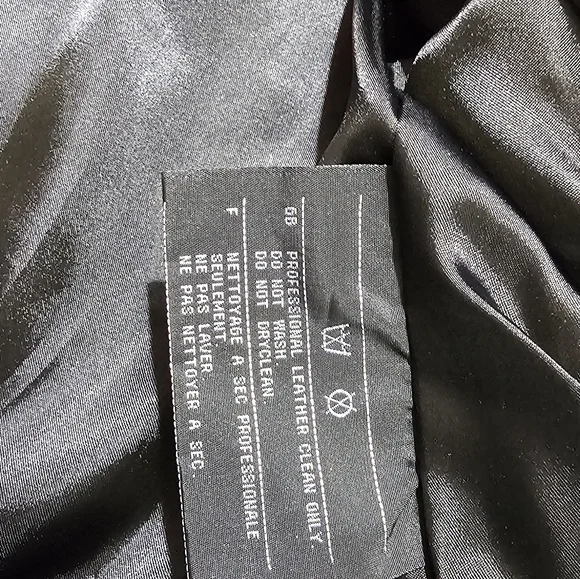 GB PROFESSIONAL LEATHER CLEAN ONLY.
DO NOT WASH
DO NOT DRYCLEAN
F NETTOYAGE A SEC PROFESSIONALE
SEULEMENT.
NE PAS LAVER
NE PAS NETTOYER A SEC.